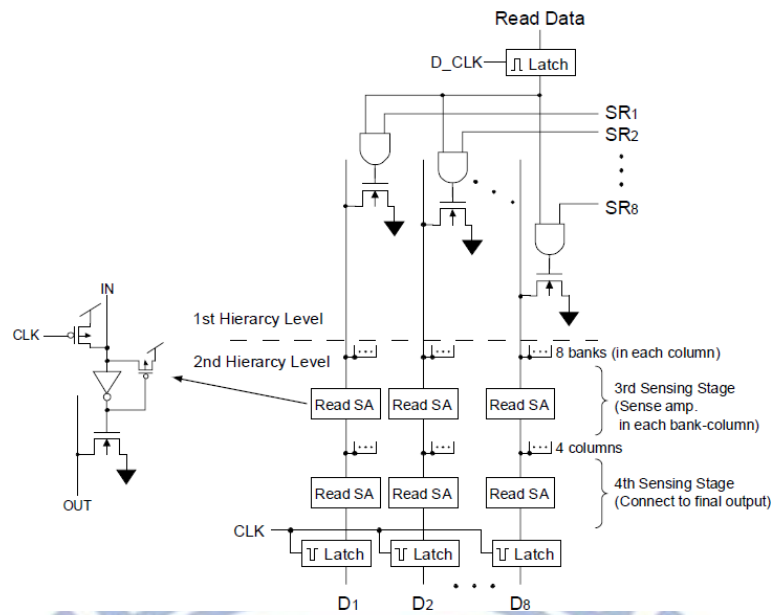 Read Data
D_CLK
Latch
SR1
SR2
SR8
IN
CLK
1st Hierarcy Level
2nd Hierarcy Level
8 banks (in each column)
Read SA
Read SA
Read SA
3rd Sensing Stage
(Sense amp.
in each bank-column)
4 columns
Read SA
Read SA
Read SA
4th Sensing Stage
(Connect to final output)
OUT
CLK
Latch
Latch
Latch
D1
D2
D8